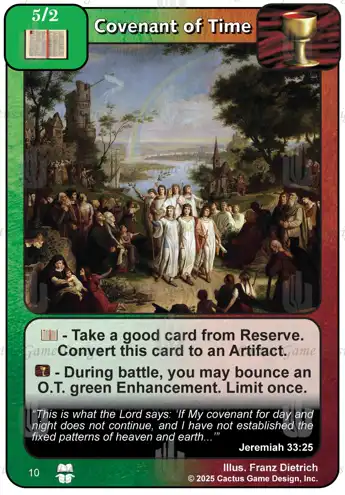 5/2
Covenant of Time
- Take a good card from Reserve.
Convert this card to an Artifact.
- During battle, you may bounce an
O.T. green Enhancement. Limit once.
"This is what the Lord says: 'If My covenant for day and
night does not continue, and I have not established the
fixed patterns of heaven and earth...'"
Jeremiah 33:25
Illus. Franz Dietrich
10
© 2025 Cactus Game Design, Inc.